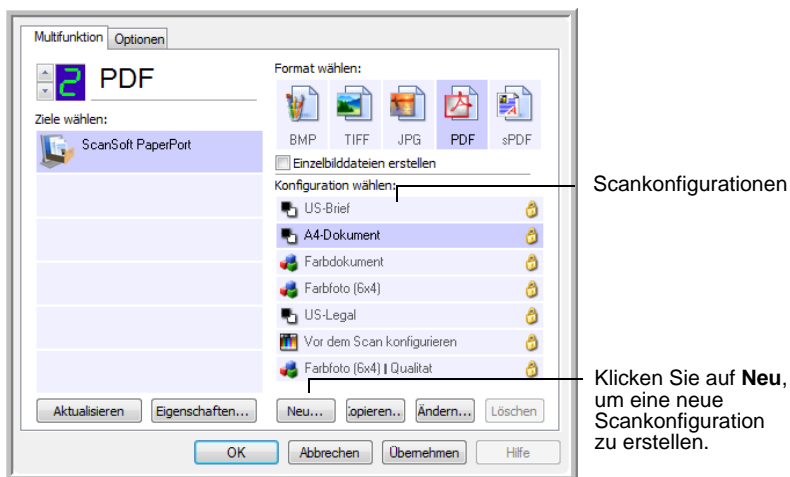 Multifunktion Optionen
2 PDF
Ziele wählen:
ScanSoft PaperPort
Format wählen:
BMP TIFF JPG PDF sPDF
Einzelbilddateien erstellen
Konfiguration wählen:
US-Brief
A4-Dokument
Farbdokument
Farbfoto (6x4)
US-Legal
Vor dem Scan konfigurieren
Farbfoto (6x4) | Qualitat
Aktualisieren Eigenschaften... Neu... opieren.. Ändern... Löschen
OK Abbrechen Übernehmen Hilfe
Scankonfigurationen
Klicken Sie auf Neu,
um eine neue
Scankonfiguration
zu erstellen.